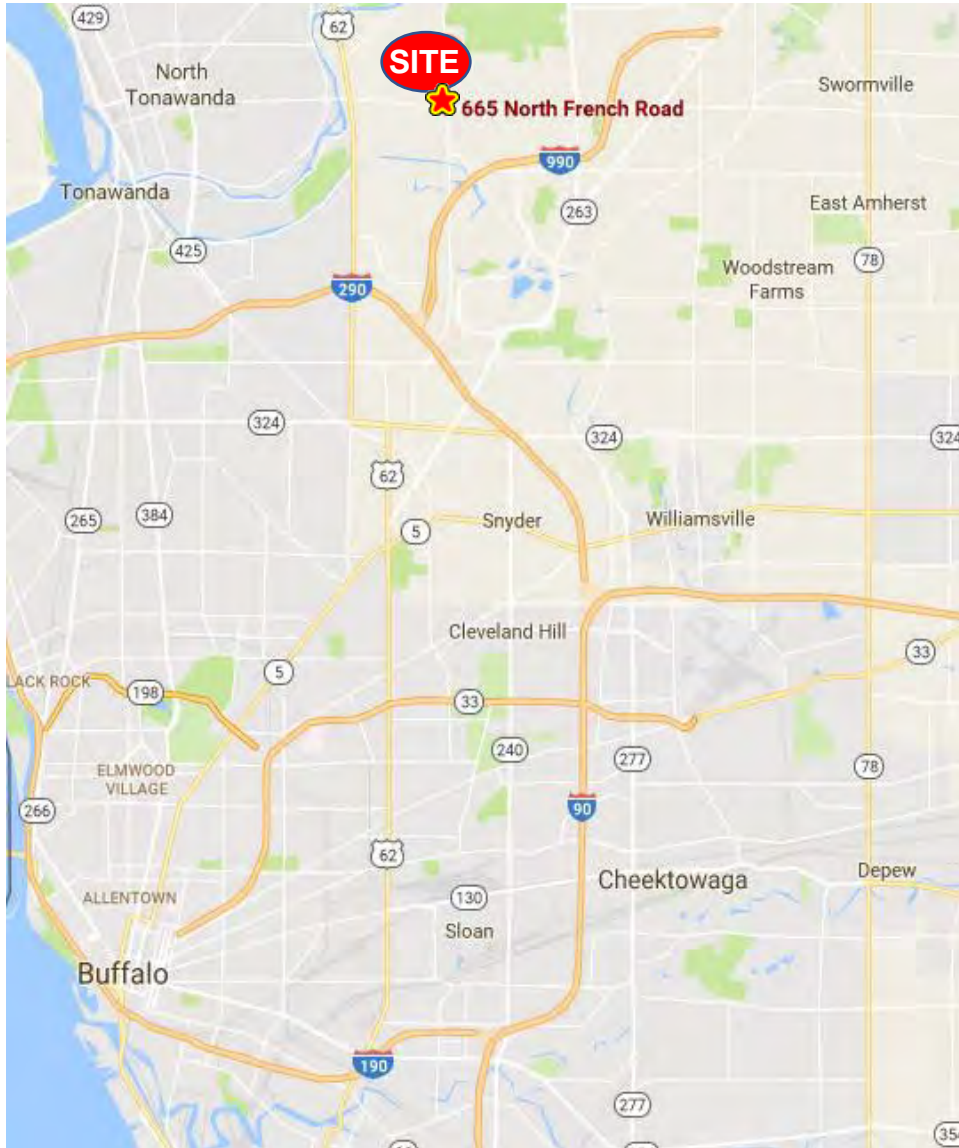 429
62
SITE
North
Tonawanda
665 North French Road
Swormville
990
Tonawanda
263
East Amherst
425
78
Woodstream
Farms
290
324
324
324
62
265
384
5
Snyder
Williamsville
Cleveland Hill
33
5
LACK ROCK
198
33
240
277
ELMWOOD
VILLAGE
78
266
90
62
Cheektowaga
Depew
ALLENTOWN
130
Sloan
Buffalo
190
277
35